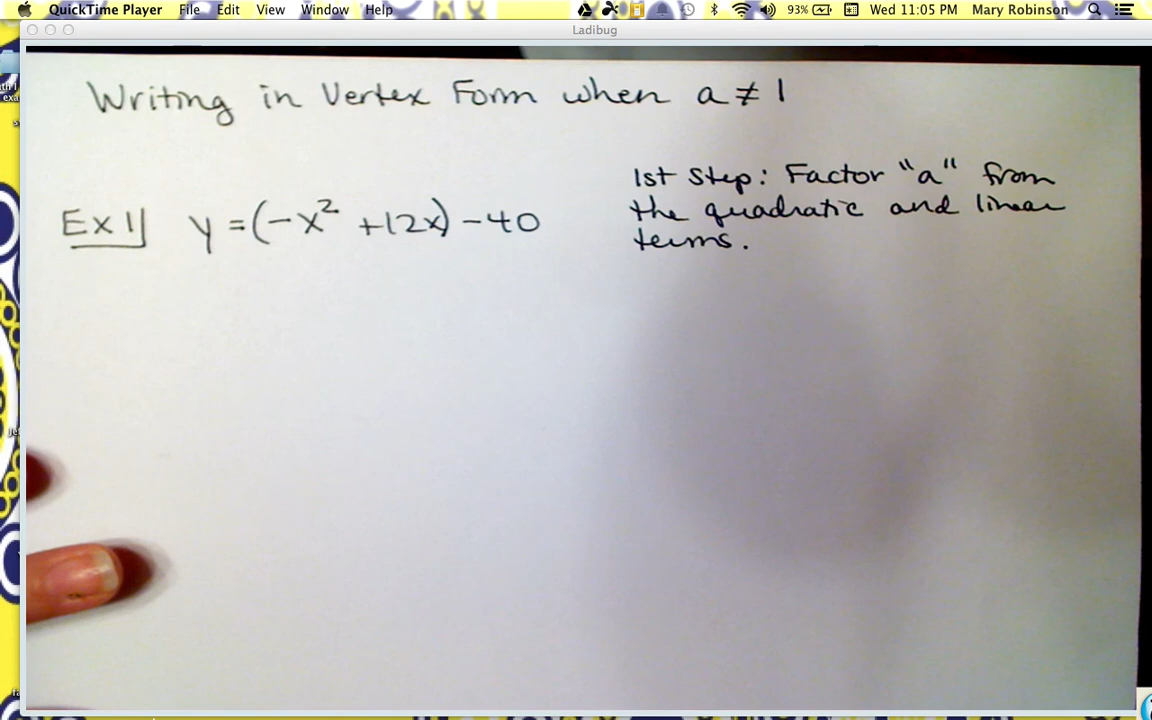 QuickTime Player File Edit View Window Help 93% Wed 11:05 PM Mary Robinson
Ladibug
Writing in Vertex Form when a ≠ 1
1st Step: Factor "a" from
the quadratic and linear
terms.
Ex 1] y = (-x² + 12x) - 40